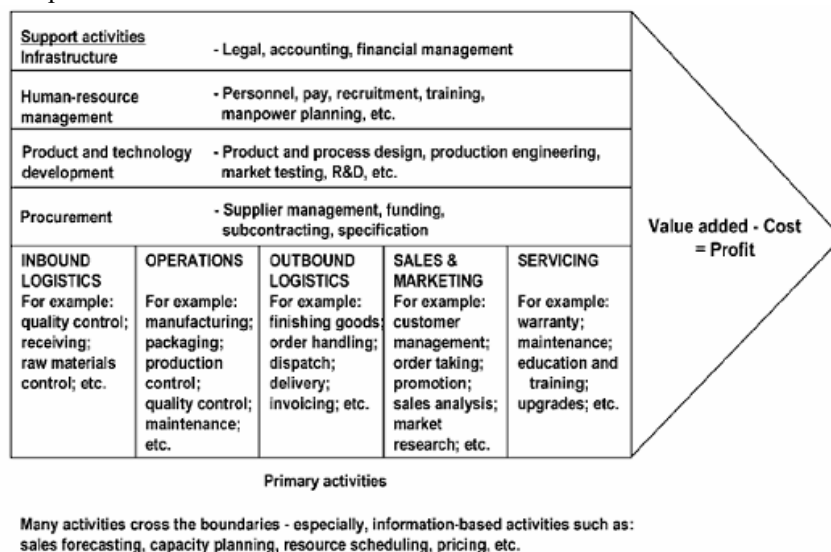 Support activities
Infrastructure - Legal, accounting, financial management
Human-resource management - Personnel, pay, recruitment, training,
manpower planning, etc.
Product and technology development - Product and process design, production engineering,
market testing, R&D, etc.
Procurement - Supplier management, funding,
subcontracting, specification
Value added - Cost
= Profit
INBOUND
LOGISTICS
For example:
quality control;
receiving;
raw materials
control; etc.
OPERATIONS
For example:
manufacturing;
packaging;
production
control;
quality control;
maintenance;
etc.
OUTBOUND
LOGISTICS
For example:
finishing goods;
order handling;
dispatch;
delivery;
invoicing; etc.
SALES &
MARKETING
For example:
customer
management;
order taking;
promotion;
sales analysis;
market
research; etc.
SERVICING
For example:
warranty;
maintenance;
education and
training;
upgrades; etc.
Primary activities
Many activities cross the boundaries - especially, information-based activities such as:
sales forecasting, capacity planning, resource scheduling, pricing, etc.